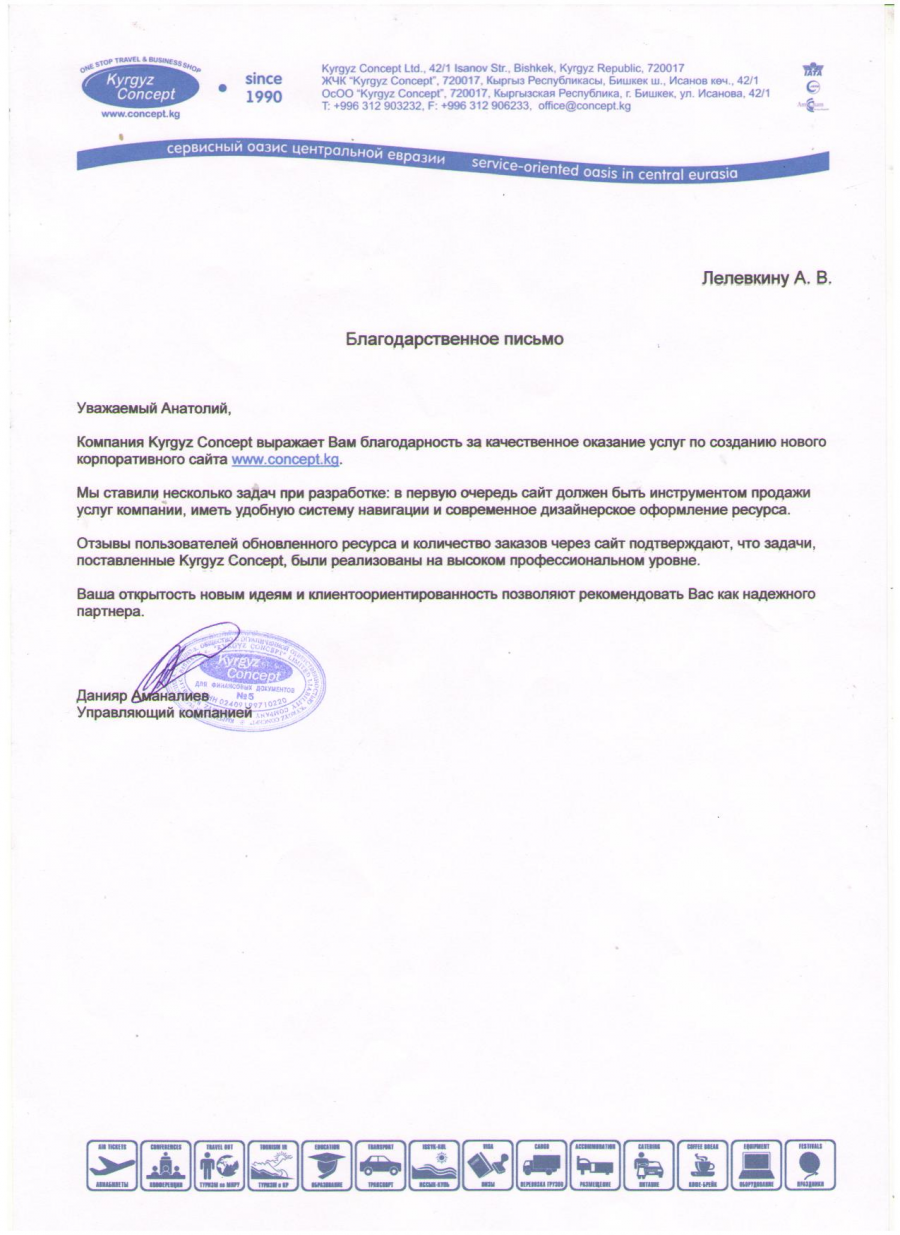 ONE STOP TRAVEL & BUSINESS SHOP
Kyrgyz
Concept
www.concept.kg
since
1990
Kyrgyz Concept Ltd., 42/1 Isanov Str., Bishkek, Kyrgyz Republic, 720017
ЖЧК "Kyrgyz Concept", 720017, Кыргыз Республикасы, Бишкек ш., Исанов көч., 42/1
ОсОО "Kyrgyz Concept", 720017, Кыргызская Республика, г. Бишкек, ул. Исанова, 42/1
T: +996 312 903232, F: +996 312 906233, office@concept.kg
IATA
сервисный оазис центральной евразии service-oriented oasis in central eurasia
Лелевкину А. В.
Благодарственное письмо
Уважаемый Анатолий,
Компания Kyrgyz Concept выражает Вам благодарность за качественное оказание услуг по созданию нового
корпоративного сайта www.concept.kg.
Мы ставили несколько задач при разработке: в первую очередь сайт должен быть инструментом продажи
услуг компании, иметь удобную систему навигации и современное дизайнерское оформление ресурса.
Отзывы пользователей обновленного ресурса и количество заказов через сайт подтверждают, что задачи,
поставленные Kyrgyz Concept, были реализованы на высоком профессиональном уровне.
Ваша открытость новым идеям и клиентоориентированность позволяют рекомендовать Вас как надежного
партнера.
Kyrgyz
Concept
ДЛЯ ФИНАНСОВЫХ ДОКУМЕНТОВ
№5
Данияр Аманалиев
Управляющий компанией
AIR TICKETS CONFERENCES TRAVEL OUT TOURISM IN EDUCATION TRANSPORT ISSYK-KUL VISA CARGO ACCOMMODATION CATERING COFFEE BREAK EQUIPMENT FESTIVALS
АВИАБИЛЕТЫ КОНФЕРЕНЦИИ ТУРИЗМ по МИРУ ТУРИЗМ в КР ОБРАЗОВАНИЕ ТРАНСПОРТ ИССЫК-КУЛЬ ВИЗЫ ПЕРЕВОЗКА ГРУЗОВ РАЗМЕЩЕНИЕ ПИТАНИЕ КОФЕ-БРЕЙК ОБОРУДОВАНИЕ ПРАЗДНИКИ